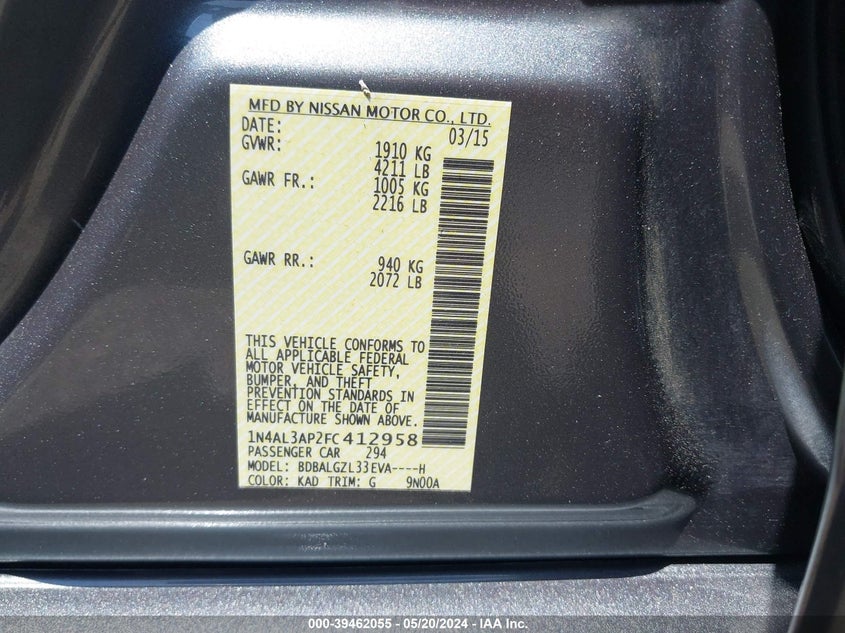 MFD BY NISSAN MOTOR CO., LTD.
DATE: 03/15
GVWR: 1910 KG
4211 LB
GAWR FR.: 1005 KG
2216 LB
GAWR RR.: 940 KG
2072 LB
THIS VEHICLE CONFORMS TO
ALL APPLICABLE FEDERAL
MOTOR VEHICLE SAFETY,
BUMPER, AND THEFT
PREVENTION STANDARDS IN
EFFECT ON THE DATE OF
MANUFACTURE SHOWN ABOVE.
1N4AL3AP2FC412958
PASSENGER CAR 294
MODEL: BDBALGZL33EVA----H
COLOR: KAD TRIM: G 9N00A
000-39462055 - 05/20/2024 - IAA Inc.